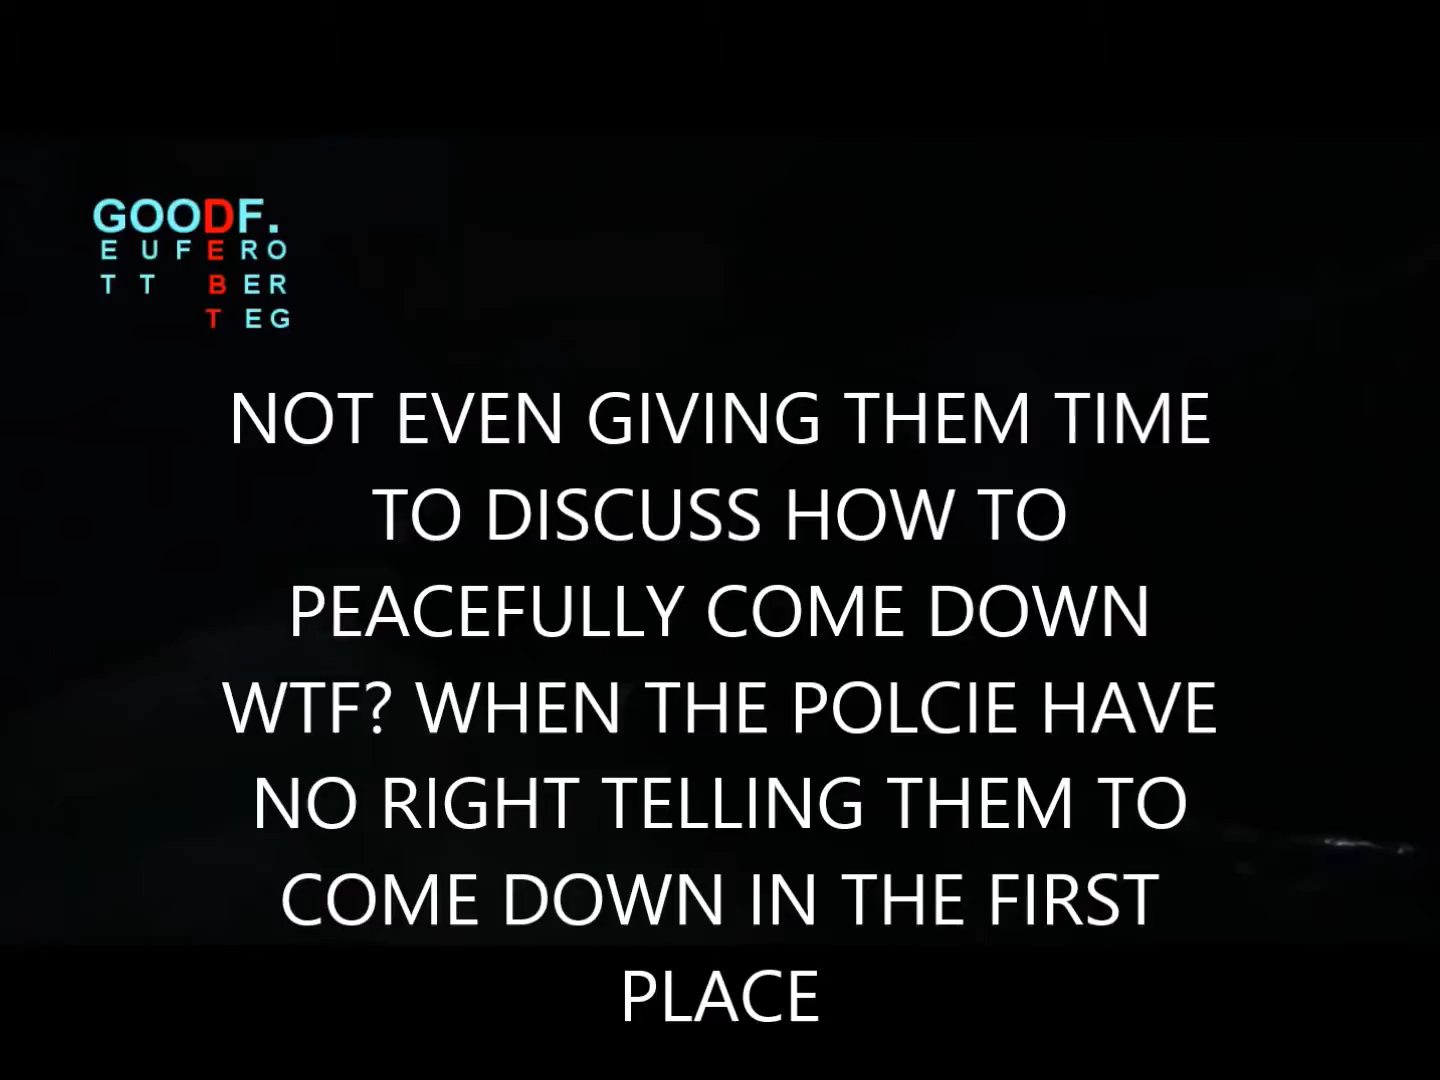 GOODF.
E U F E R O
T T B E R
T E G
NOT EVEN GIVING THEM TIME
TO DISCUSS HOW TO
PEACEFULLY COME DOWN
WTF? WHEN THE POLCIE HAVE
NO RIGHT TELLING THEM TO
COME DOWN IN THE FIRST
PLACE